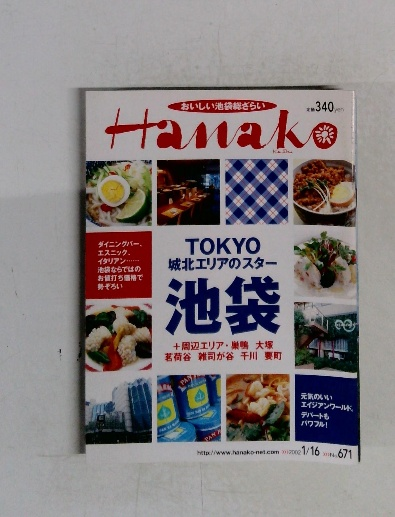 おいしい池袋総ざらい
定価340yen
Hanako
ダイニングバー、
エスニック、
イタリアン……
池袋ならではの
お値打ち価格で
勢ぞろい
TOKYO
城北エリアのスター
池袋
+周辺エリア・巣鴨 大塚
茗荷谷 雑司が谷 千川 要町
元気のいい
エイジアンワールド、
デパートも
パワフル!
http://www.hanako-net.com 2002 1/16 No.671